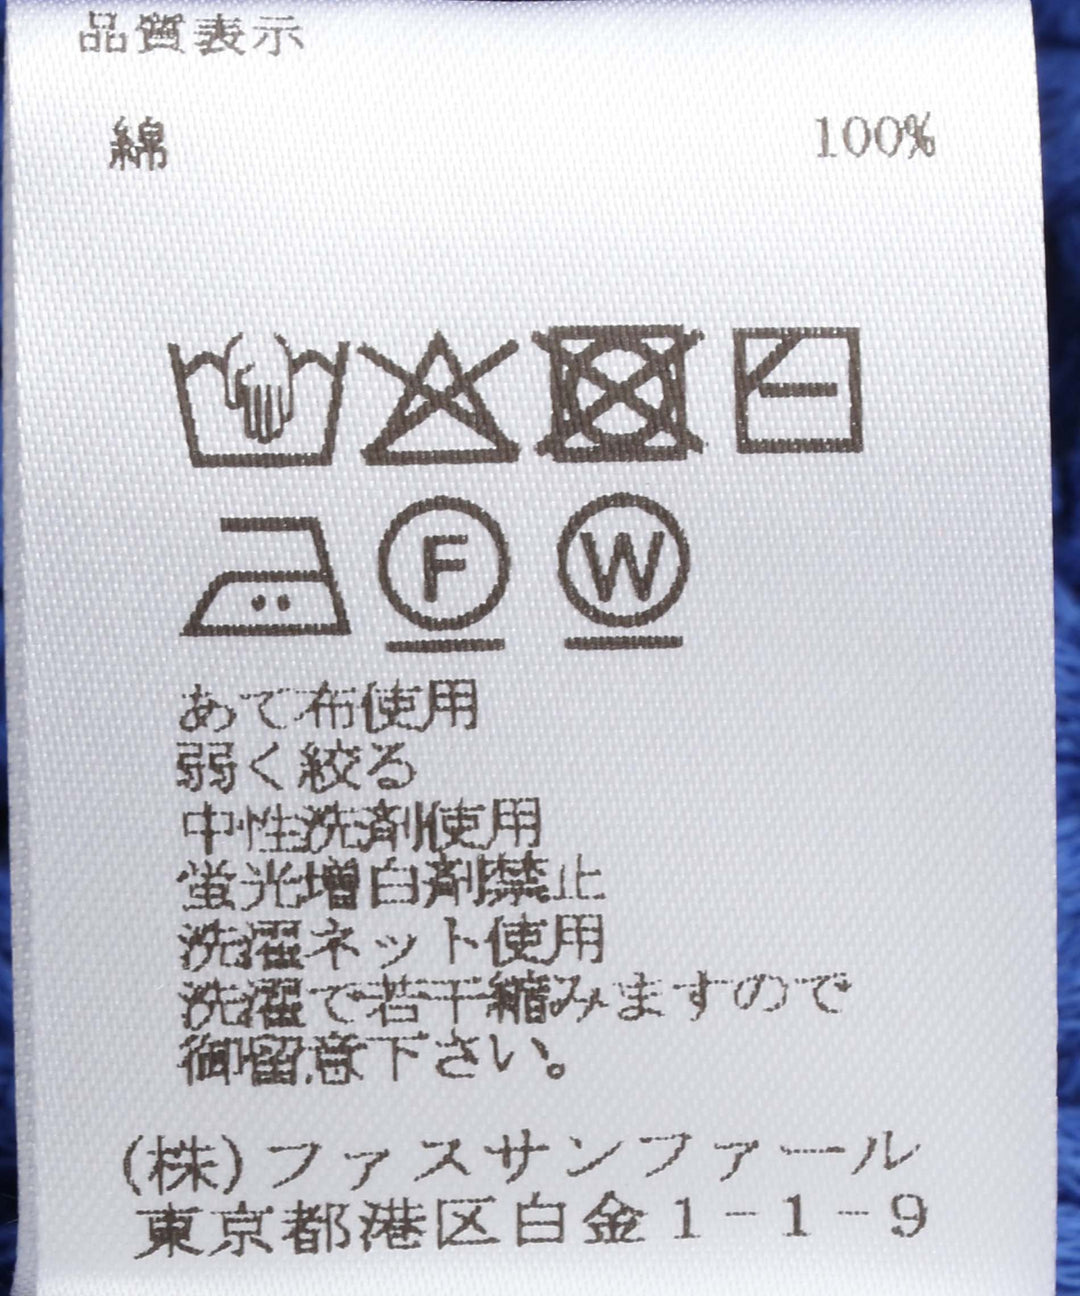 品質表示
綿 100%
F W
あて布使用
弱く絞る
中性洗剤使用
蛍光増白剤禁止
洗濯ネット使用
洗濯で若干縮みますので
御留意下さい。
(株)ファスサンファール
東京都港区白金1-1-9